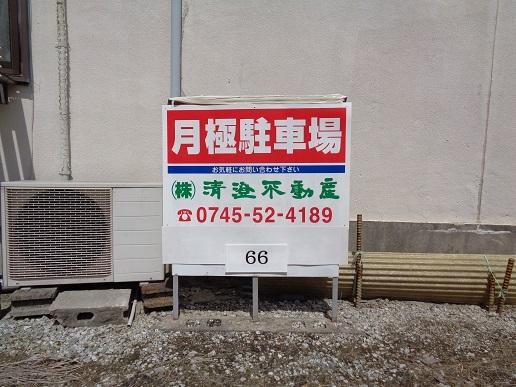 月極駐車場
お気軽にお問い合わせ下さい
㈱清澄不動産
☎0745-52-4189
66